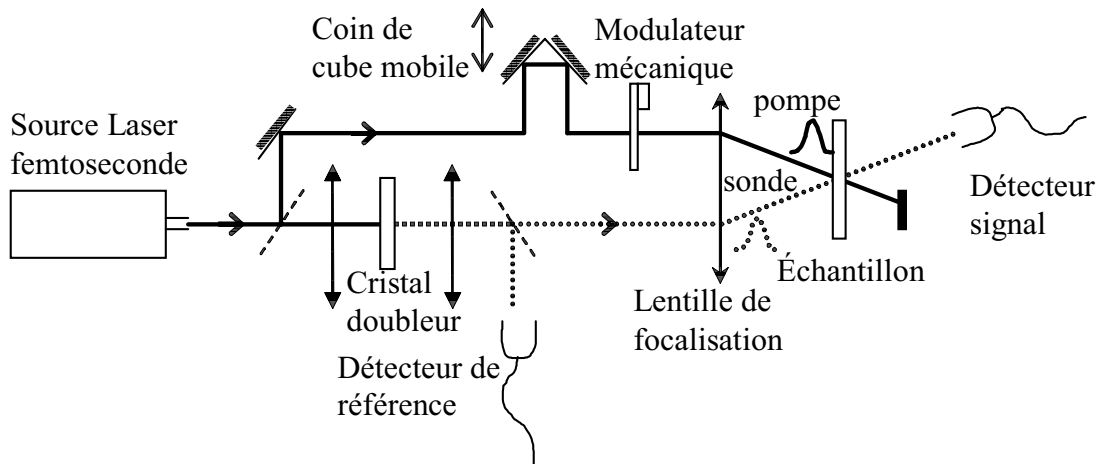 Coin de
cube mobile
Modulateur
mécanique
pompe
Source Laser
femtoseconde
sonde
Détecteur
signal
Échantillon
Cristal
doubleur
Lentille de
focalisation
Détecteur de
référence